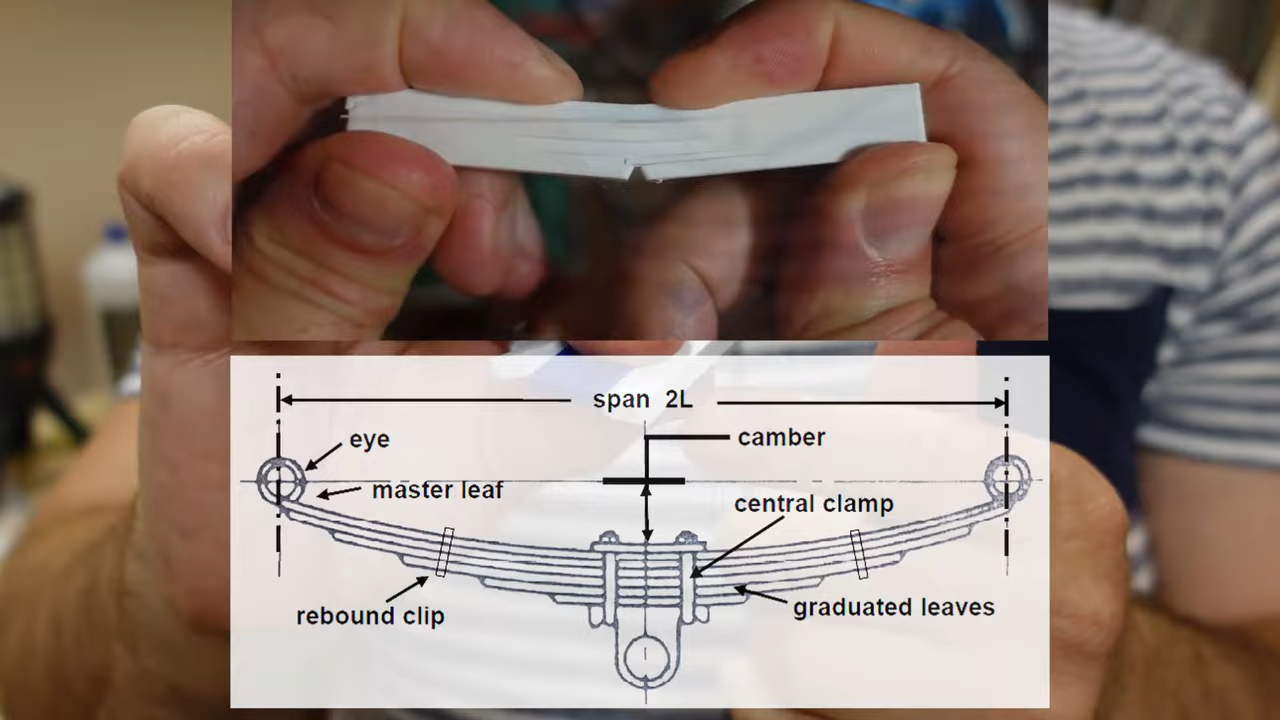 span 2L
eye
camber
master leaf
central clamp
rebound clip
graduated leaves